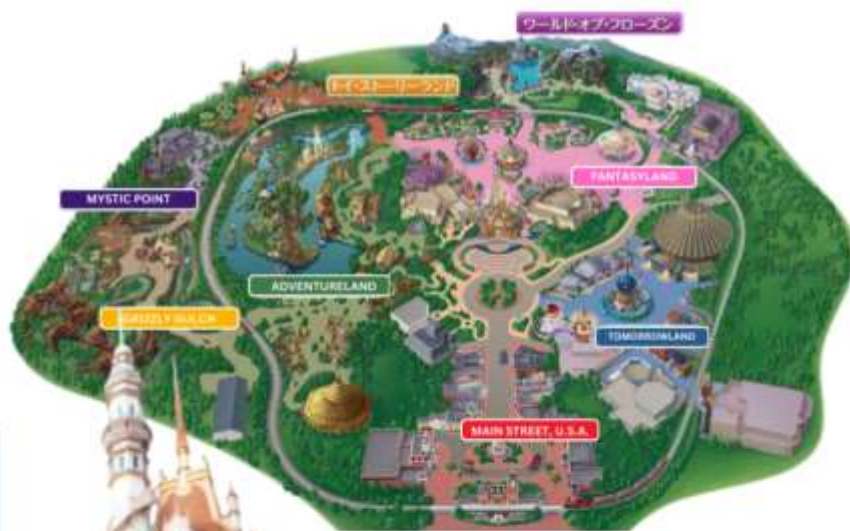 ワールド・オブ・フローズン
トイ・ストーリーランド
FANTASYLAND
MYSTIC POINT
ADVENTURELAND
GRIZZLY GULCH
TOMORROWLAND
MAIN STREET, U.S.A.